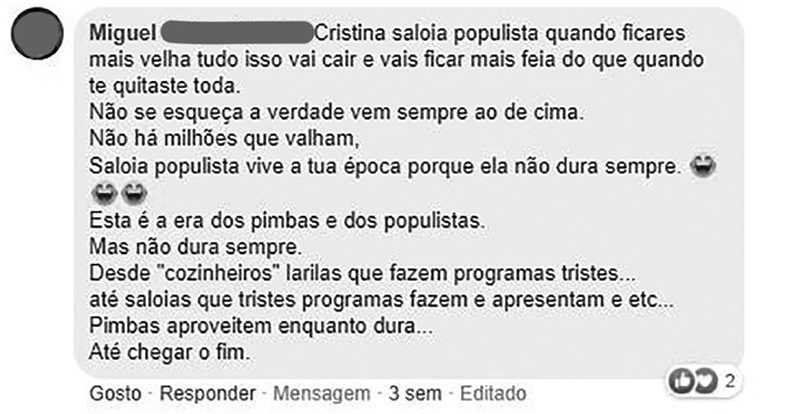 Miguel Cristina saloia populista quando ficares
mais velha tudo isso vai cair e vais ficar mais feia do que quando
te quitaste toda.
Não se esqueça a verdade vem sempre ao de cima.
Não há milhões que valham,
Saloia populista vive a tua época porque ela não dura sempre.
Esta é a era dos pimbas e dos populistas.
Mas não dura sempre.
Desde "cozinheiros" larilas que fazem programas tristes...
até saloias que tristes programas fazem e apresentam e etc...
Pimbas aproveitem enquanto dura...
Até chegar o fim.
2
Gosto · Responder · Mensagem · 3 sem · Editado